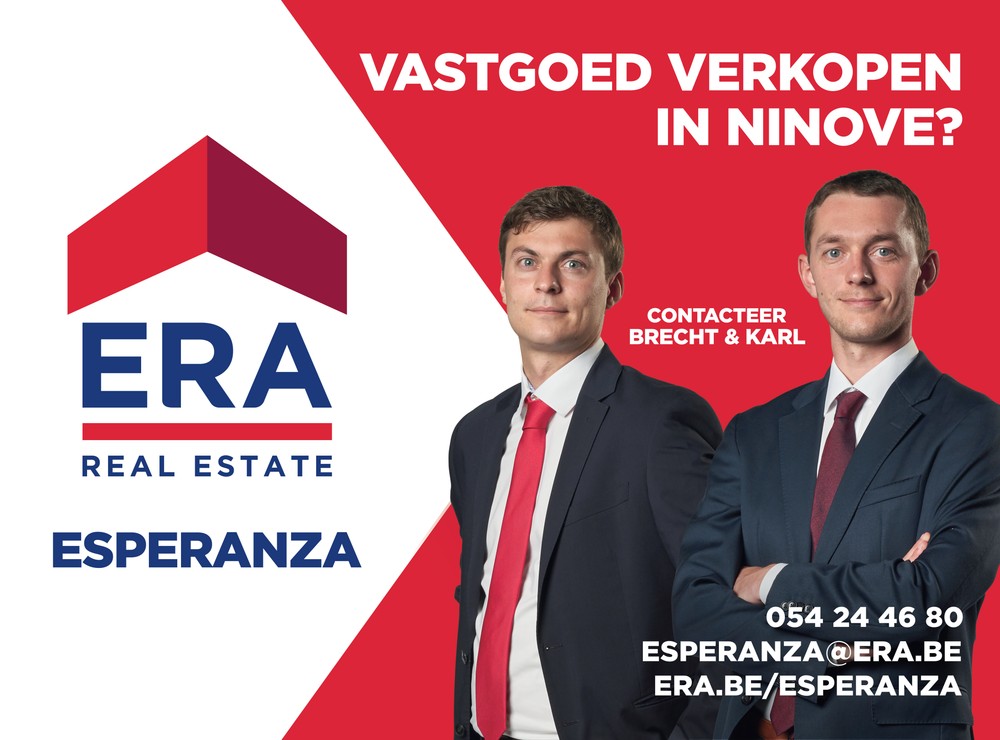 VASTGOED VERKOPEN
IN NINOVE?
ERA
REAL ESTATE
ESPERANZA
CONTACTEER
BRECHT & KARL
054 24 46 80
ESPERANZA@ERA.BE
ERA.BE/ESPERANZA